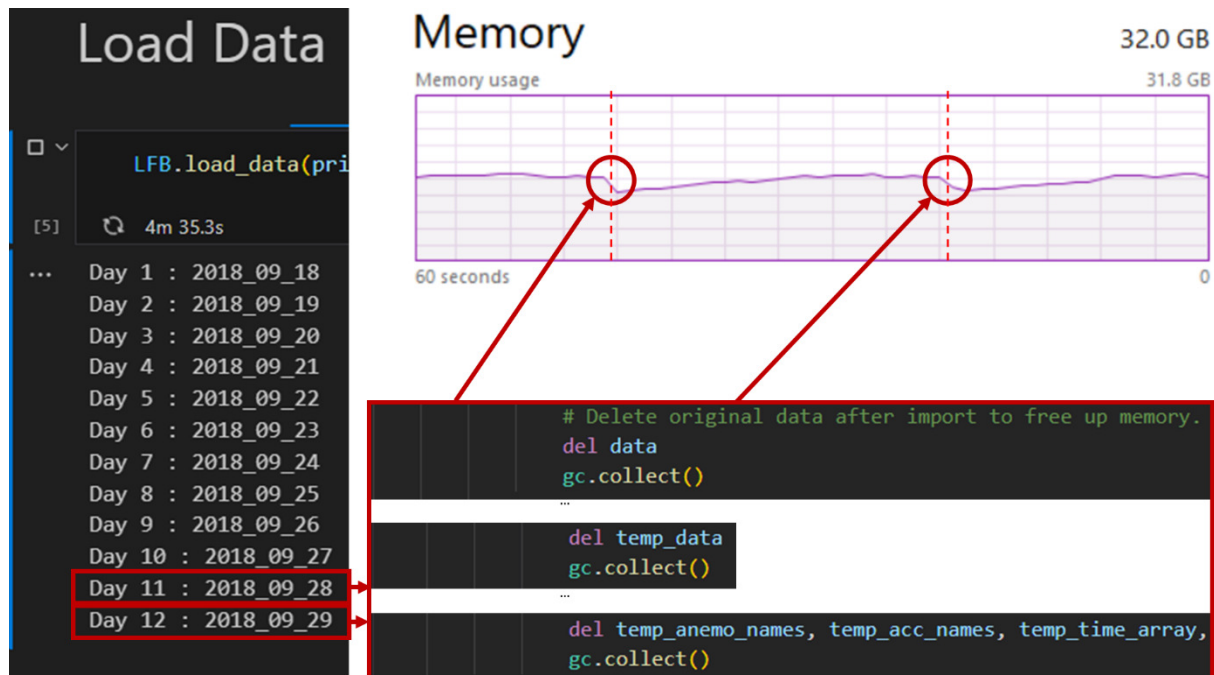 Load Data
LFB.load_data(pri
[5] 4m 35.3s
... Day 1 : 2018_09_18
Day 2 : 2018_09_19
Day 3 : 2018_09_20
Day 4 : 2018_09_21
Day 5 : 2018_09_22
Day 6 : 2018_09_23
Day 7 : 2018_09_24
Day 8 : 2018_09_25
Day 9 : 2018_09_26
Day 10 : 2018_09_27
Day 11 : 2018_09_28
Day 12 : 2018_09_29
Memory 32.0 GB
Memory usage 31.8 GB
60 seconds 0
# Delete original data after import to free up memory.
del data
gc.collect()
...
del temp_data
gc.collect()
...
del temp_anemo_names, temp_acc_names, temp_time_array,
gc.collect()